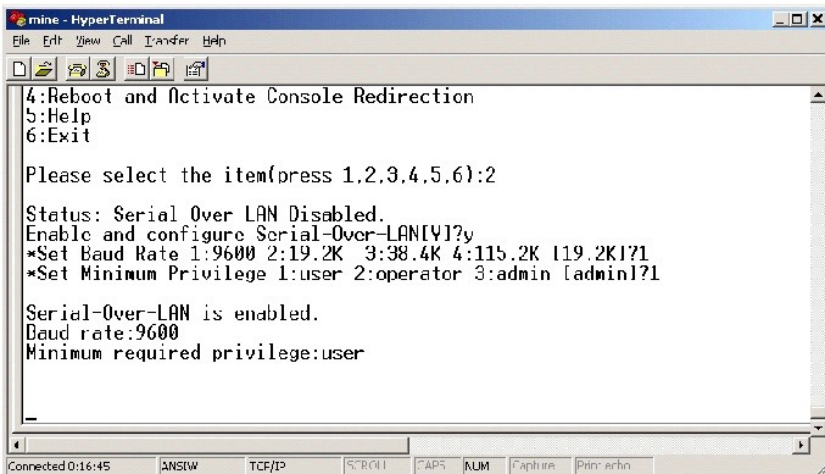 mine - HyperTerminal
File Edit View Call Transfer Help
4:Reboot and Activate Console Redirection
5:Help
6:Exit
Please select the item(press 1,2,3,4,5,6):2
Status: Serial Over LAN Disabled.
Enable and configure Serial-Over-LAN[Y]?y
*Set Baud Rate 1:9600 2:19.2K 3:38.4K 4:115.2K [19.2K]?1
*Set Minimum Privilege 1:user 2:operator 3:admin [admin]?1
Serial-Over-LAN is enabled.
Baud rate:9600
Minimum required privilege:user
Connected 0:16:45 ANSIW TCP/IP SCROLL CAPS NUM Capture Print echo